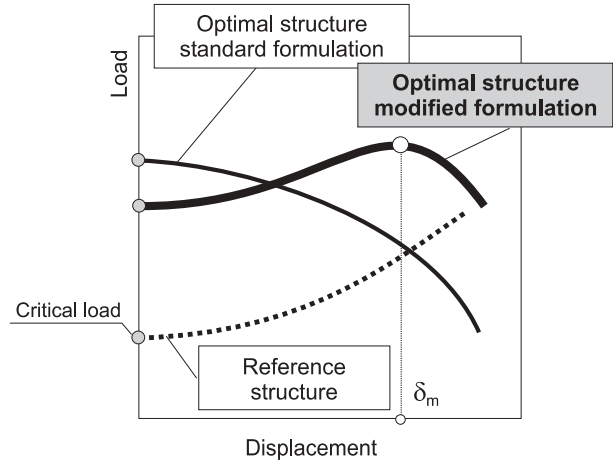 Optimal structure
standard formulation
Load
Optimal structure
modified formulation
Critical load
Reference
structure
δm
Displacement